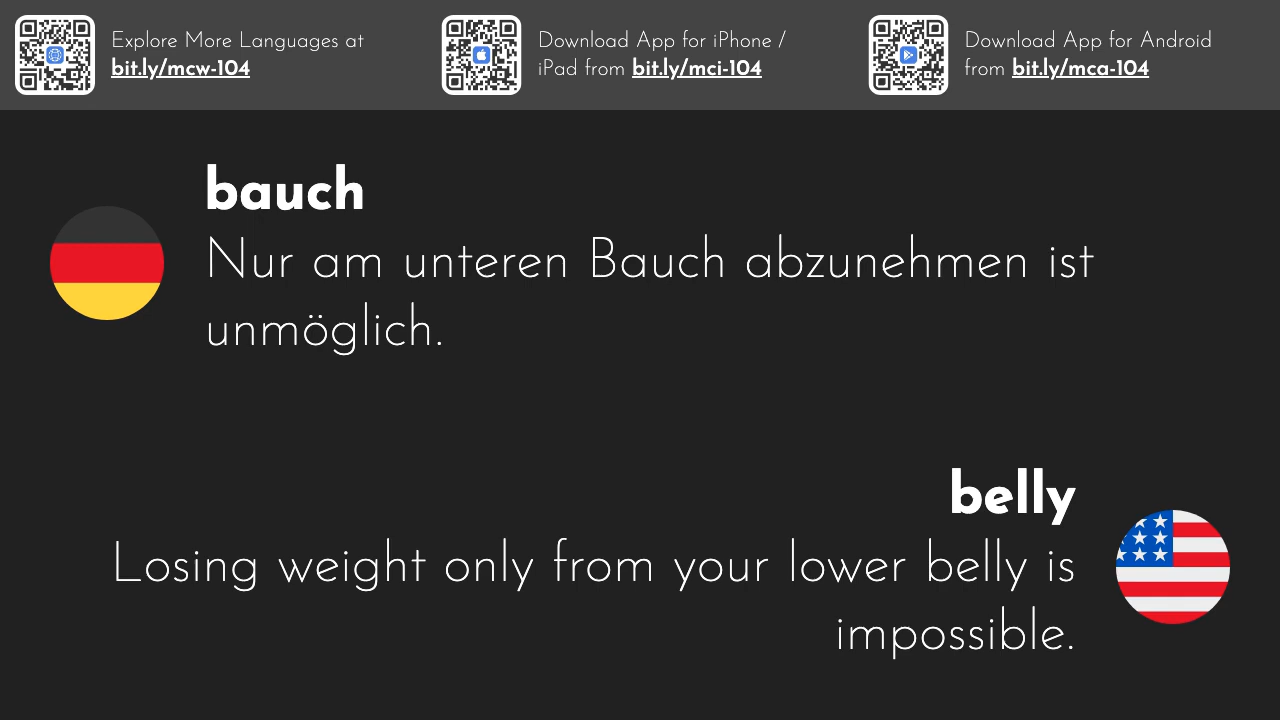 Explore More Languages at
bit.ly/mcw-104
Download App for iPhone /
iPad from bit.ly/mci-104
Download App for Android
from bit.ly/mca-104
bauch
Nur am unteren Bauch abzunehmen ist
unmöglich.
belly
Losing weight only from your lower belly is
impossible.